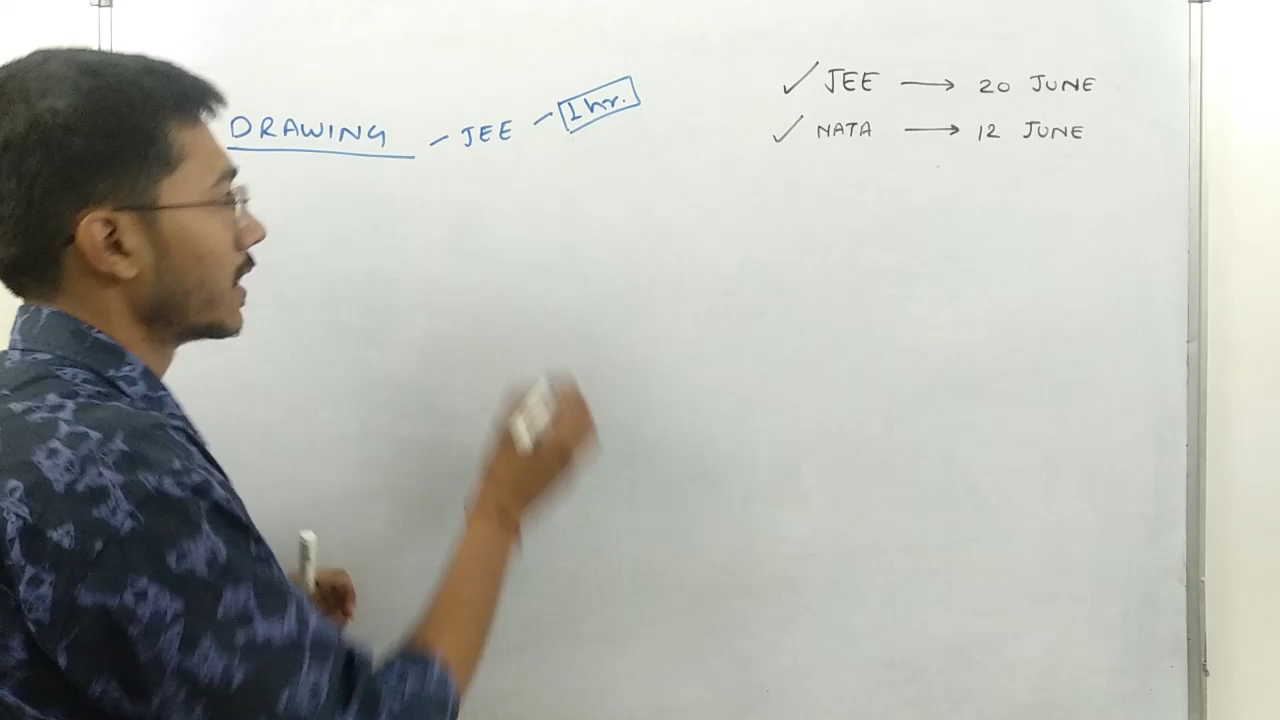 DRAWING – JEE – 1 hr.
✓ JEE → 20 JUNE
✓ NATA → 12 JUNE